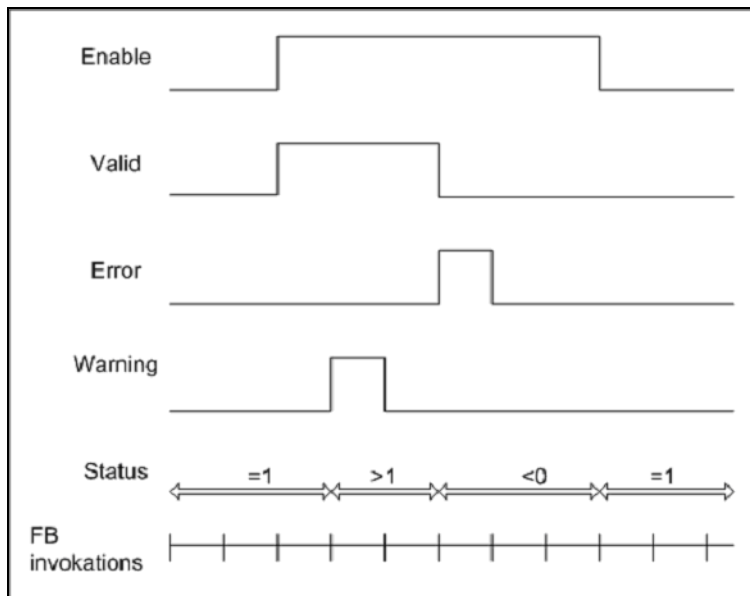 Enable
Valid
Error
Warning
Status =1 >1 <0 =1
FB
invokations